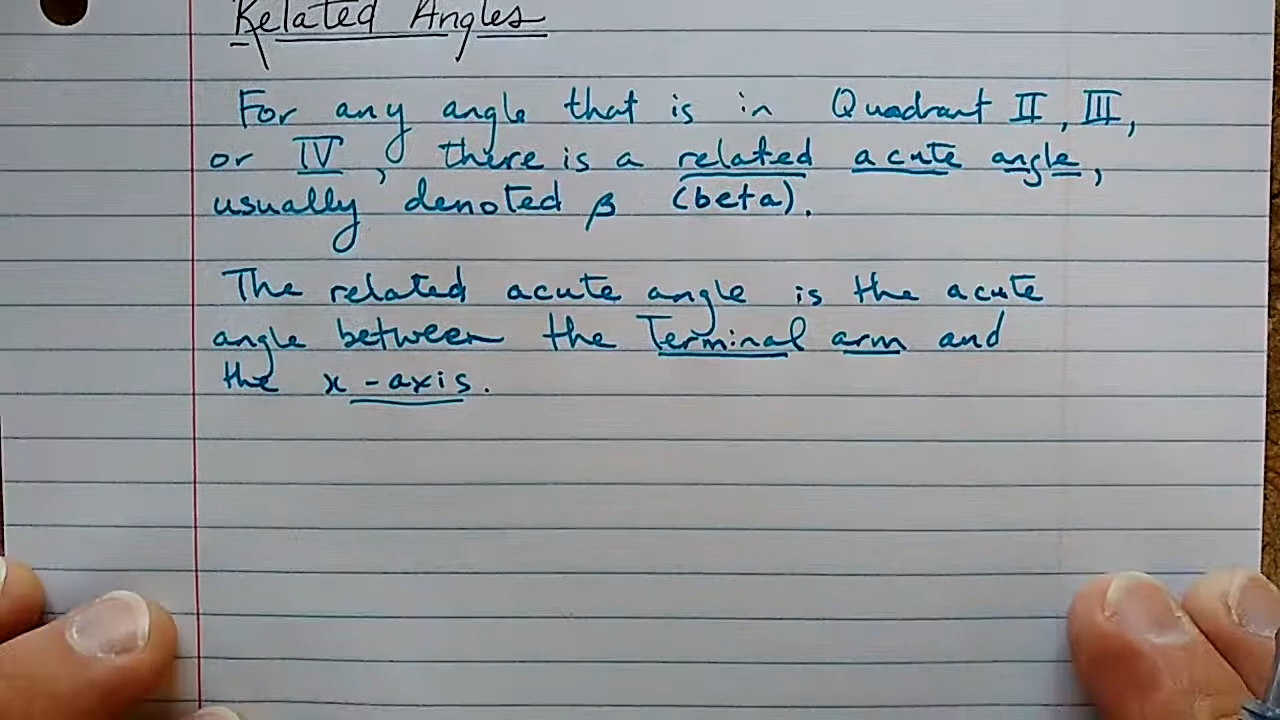 Related Angles
For any angle that is in Quadrant II, III,
or IV, there is a related acute angle,
usually denoted β (beta).
The related acute angle is the acute
angle between the Terminal arm and
the x-axis.